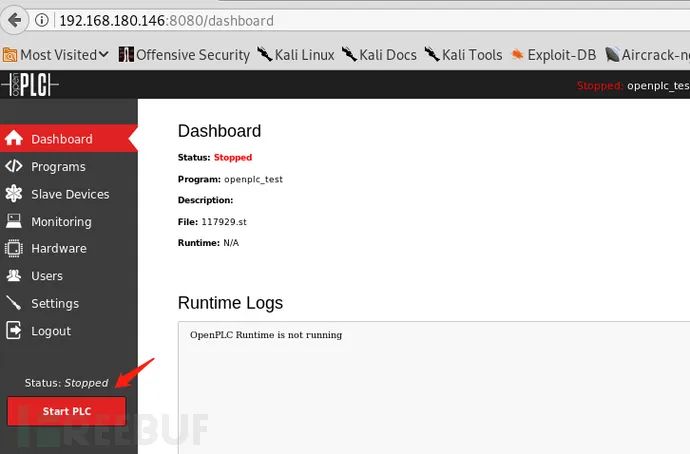 192.168.180.146:8080/dashboard
Most Visited Offensive Security Kali Linux Kali Docs Kali Tools Exploit-DB Aircrack-n
open PLC
Stopped: openplc_tes
Dashboard
Programs
Slave Devices
Monitoring
Hardware
Users
Settings
Logout
Status: Stopped
Start PLC
Dashboard
Status: Stopped
Program: openplc_test
Description:
File: 117929.st
Runtime: N/A
Runtime Logs
OpenPLC Runtime is not running
REEBUF